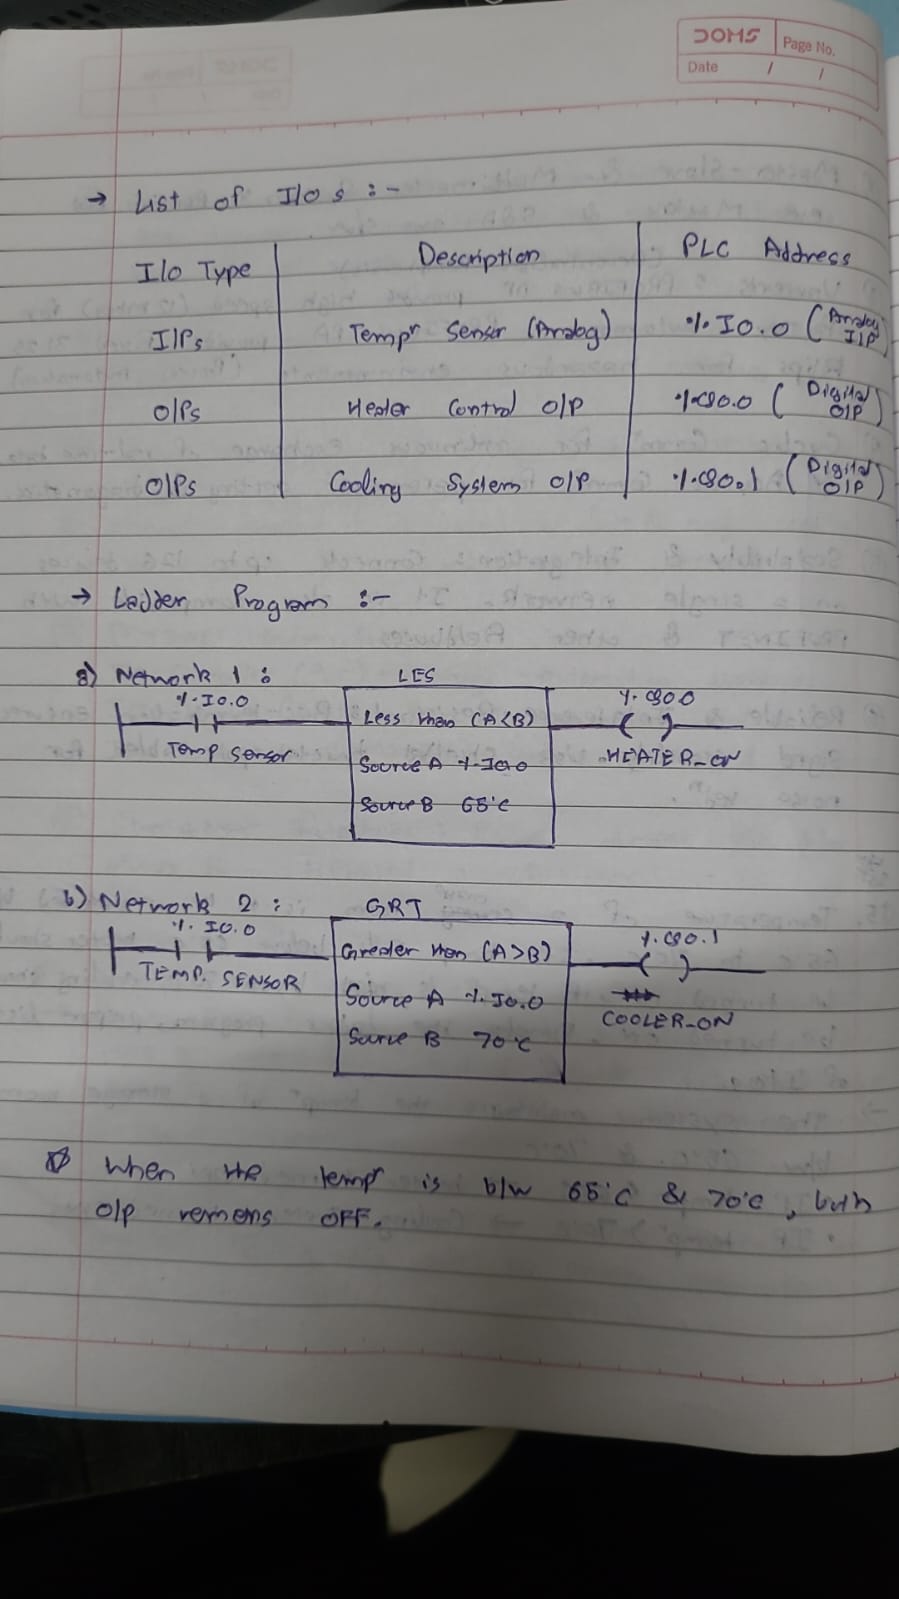 DOMS
Page No.
Date / /
→ List of I/O s :-
I/o Type Description PLC Address
I/Ps Tempr Sensor (Analog) %I0.0 (Analog I/P)
O/Ps Heater Control O/P %Q0.0 (Digital O/P)
O/Ps Cooling System O/P %Q0.1 (Digital O/P)
→ Ladder Program :-
a) Network 1 :
LES
%I0.0
Less than (A<B)
%Q0.0
Temp sensor
HEATER_ON
Source A %I0.0
Source B 65°C
b) Network 2 :
GRT
%I0.0
Greater than (A>B)
%Q0.1
TEMP. SENSOR
Source A %I0.0
COOLER_ON
Source B 70°C
When the tempr is b/w 65°C & 70°C, both
O/p remens OFF.